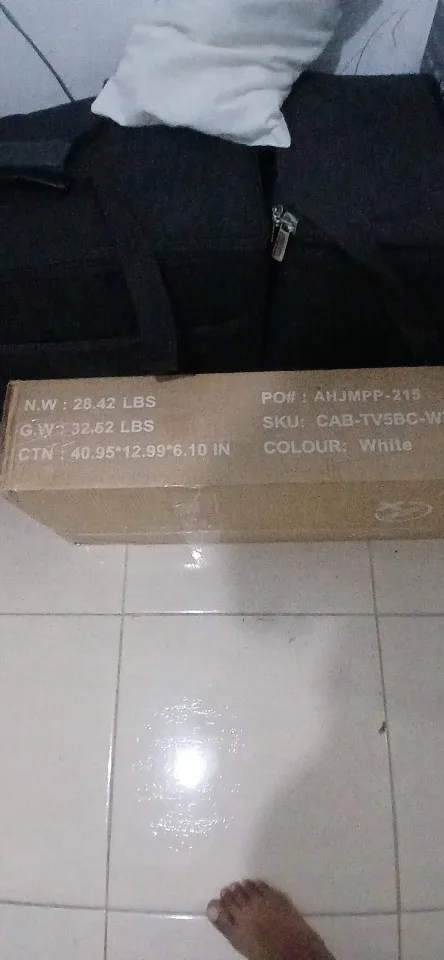 N.W : 28.42 LBS
G.W : 32.52 LBS
CTN : 40.95*12.99*6.10 IN
PO# : AHJMPP-215
SKU: CAB-TV5BC-W
COLOUR: White